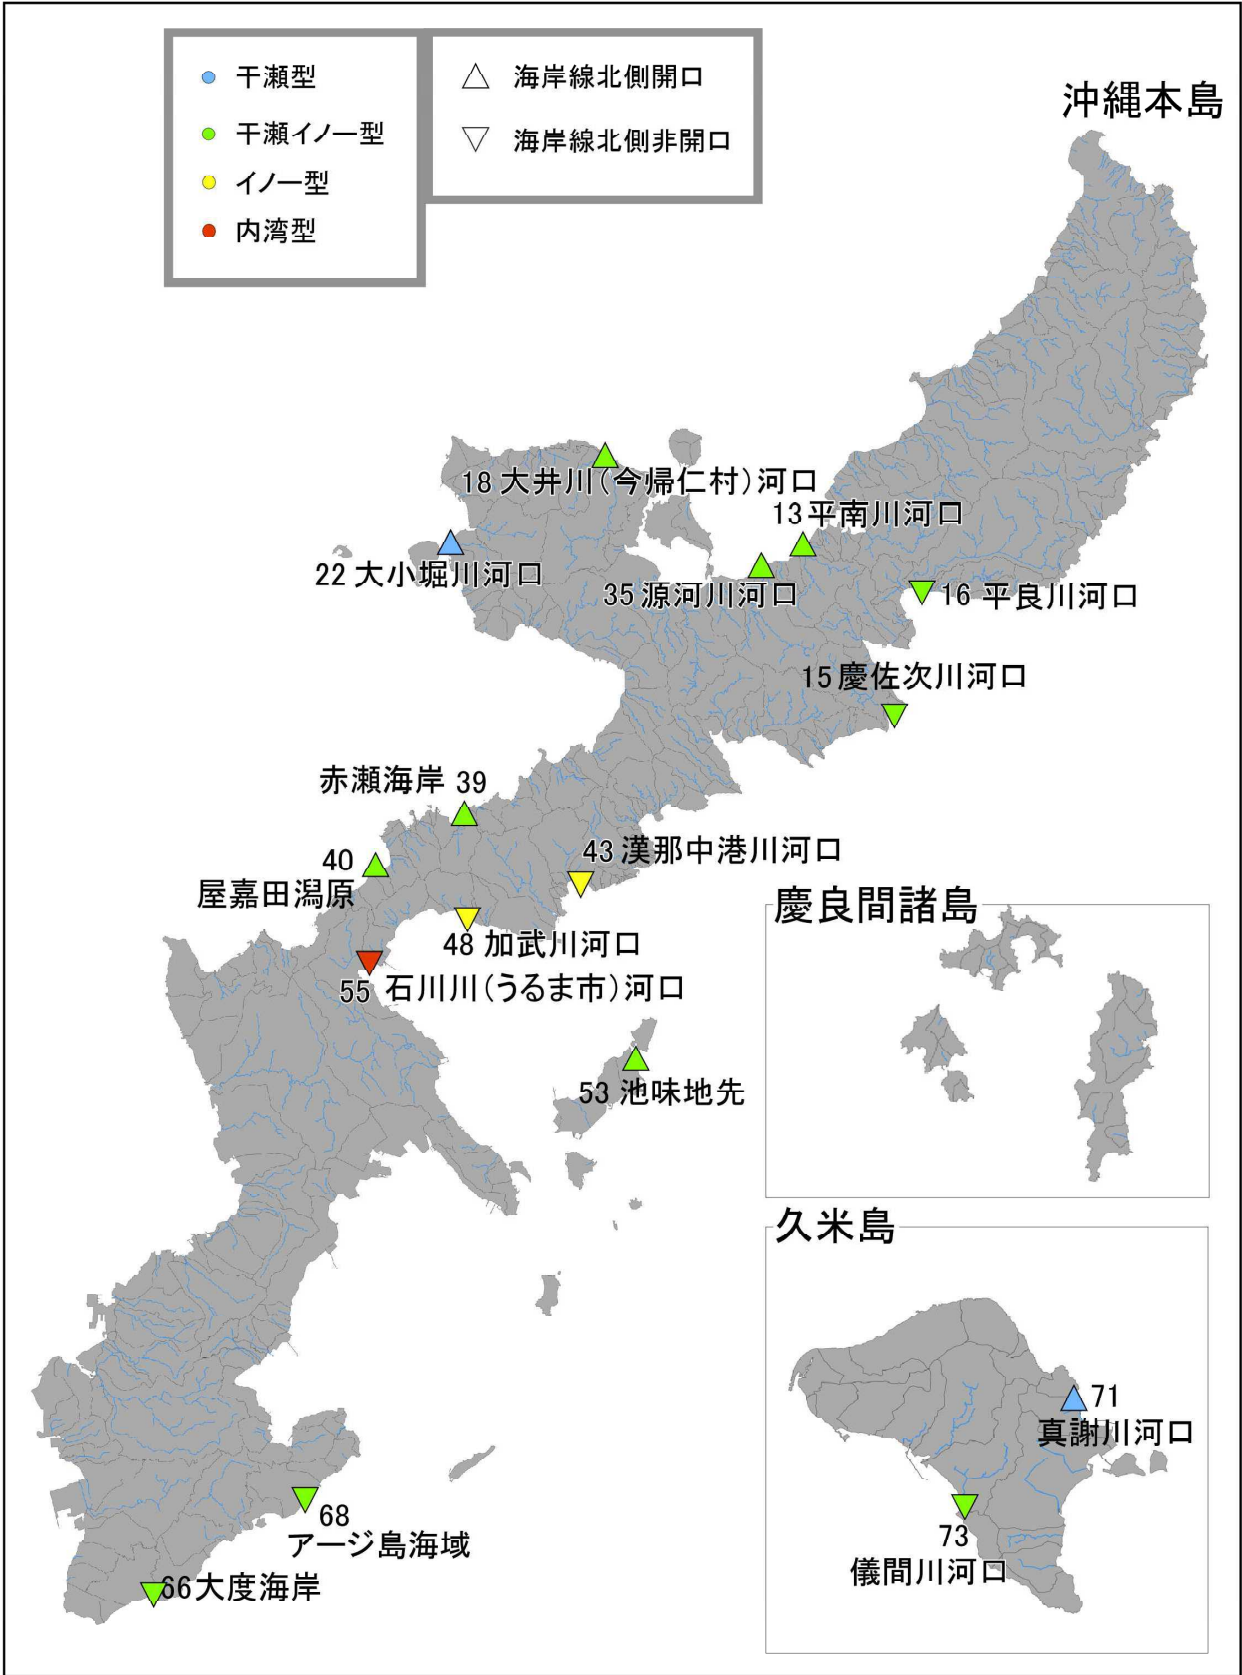 干瀬型
干瀬イノー型
イノー型
内湾型
海岸線北側開口
海岸線北側非開口
沖縄本島
18 大井川(今帰仁村)河口
13 平南川河口
22 大小堀川河口
35 源河川河口
16 平良川河口
15 慶佐次川河口
赤瀬海岸 39
40
屋嘉田潟原
43 漢那中港川河口
48 加武川河口
55 石川川(うるま市)河口
53 池味地先
慶良間諸島
久米島
71
真謝川河口
73
儀間川河口
68
アージ島海域
66 大度海岸